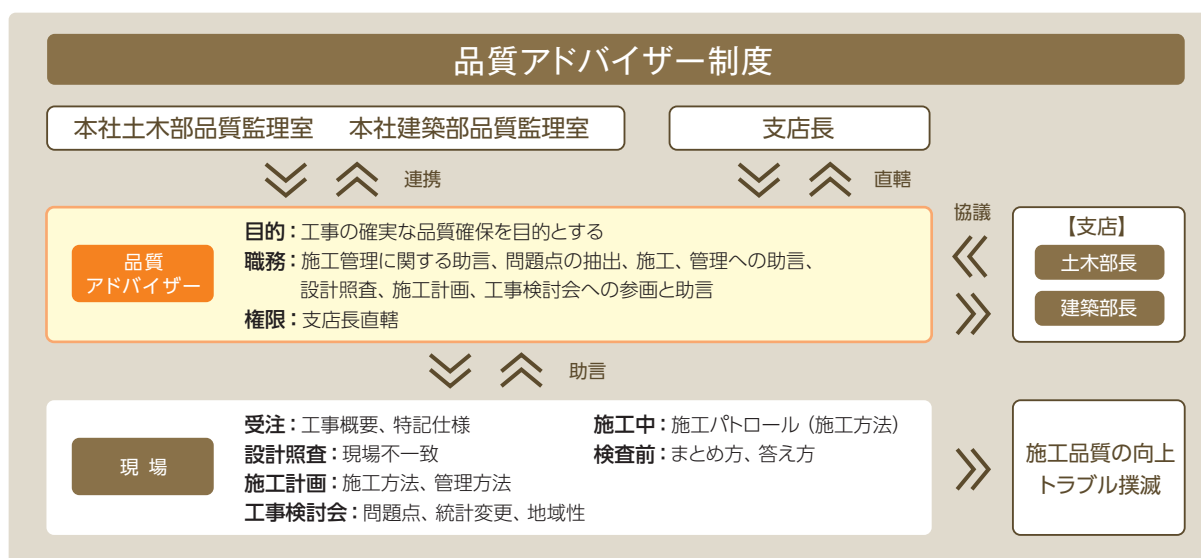 品質アドバイザー制度
本社土木部品質監理室 本社建築部品質監理室
支店長
連携
直轄
品質
アドバイザー
目的：工事の確実な品質確保を目的とする
職務：施工管理に関する助言、問題点の抽出、施工、管理への助言、
設計照査、施工計画、工事検討会への参画と助言
権限：支店長直轄
協議
【支店】
土木部長
建築部長
助言
現 場
受注：工事概要、特記仕様
設計照査：現場不一致
施工計画：施工方法、管理方法
工事検討会：問題点、統計変更、地域性
施工中：施工パトロール（施工方法）
検査前：まとめ方、答え方
施工品質の向上
トラブル撲滅